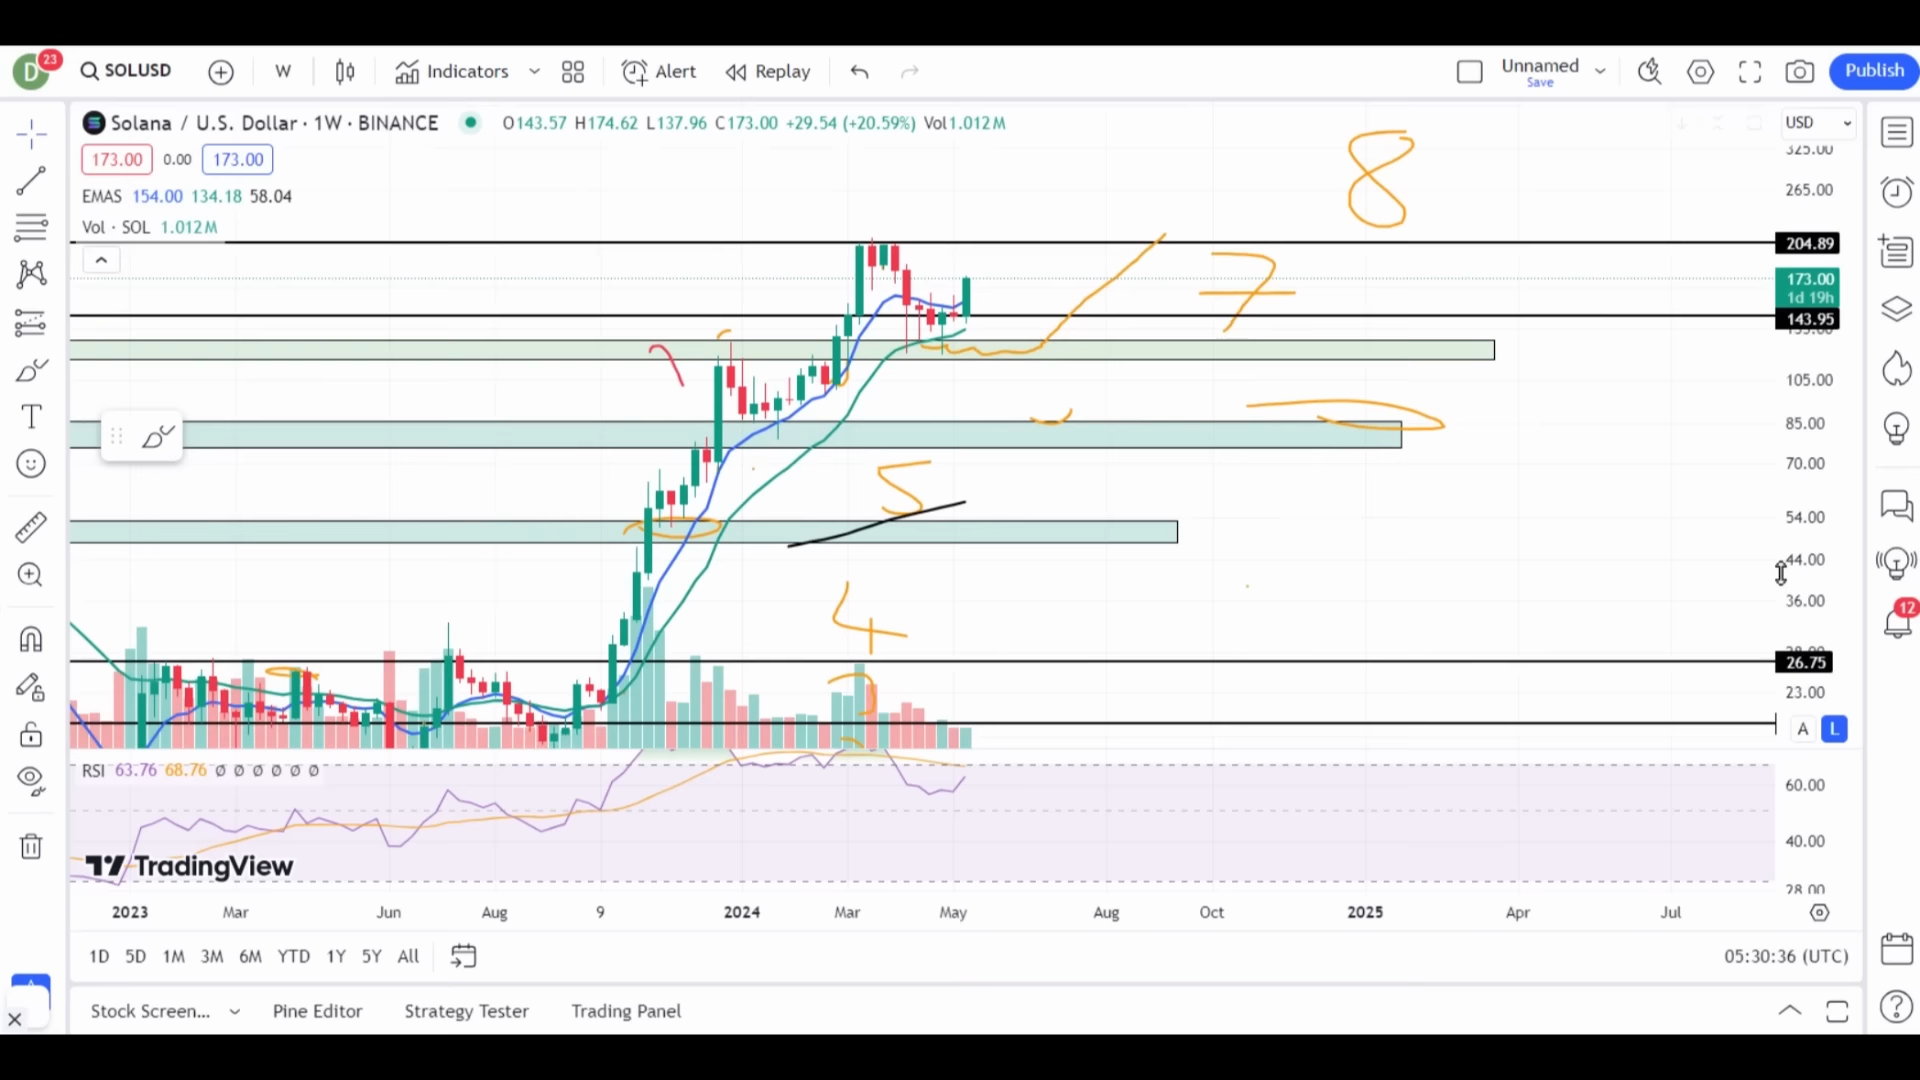 D 23 SOLUSD W Indicators Alert Replay Unnamed Save Publish
Solana / U.S. Dollar · 1W · BINANCE O143.57 H174.62 L137.96 C173.00 +29.54 (+20.59%) Vol1.012M USD
173.00 0.00 173.00
EMAS 154.00 134.18 58.04
Vol · SOL 1.012M
8
7
5
4
325.00
265.00
204.89
173.00
1d 19h
143.95
105.00
85.00
70.00
54.00
44.00
36.00
12
26.75
23.00
A L
RSI 63.76 68.76 Ø Ø Ø Ø Ø Ø
60.00
40.00
28.00
TradingView
2023 Mar Jun Aug 9 2024 Mar May Aug Oct 2025 Apr Jul
1D 5D 1M 3M 6M YTD 1Y 5Y All 05:30:36 (UTC)
Stock Screen... Pine Editor Strategy Tester Trading Panel